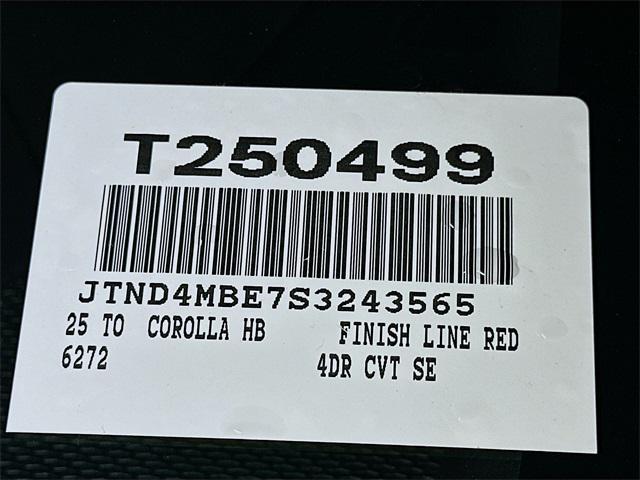 T250499
JTND4MBE7S3243565
25 TO COROLLA HB FINISH LINE RED
6272 4DR CVT SE